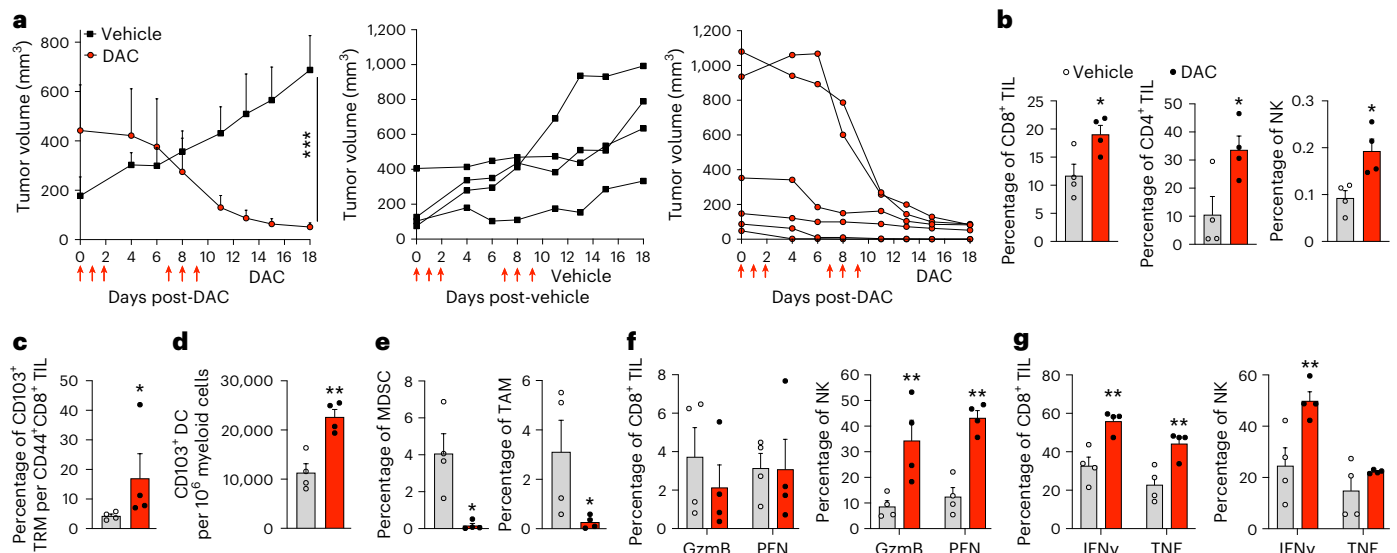 a
Vehicle
DAC
Tumor volume (mm3)
800
600
400
200
0
0 2 4 6 8 10 12 14 16 18
DAC
Days post-DAC
***
Tumor volume (mm3)
1,200
1,000
800
600
400
200
0
0 2 4 6 8 10 12 14 16 18
Vehicle
Days post-vehicle
Tumor volume (mm3)
1,200
1,000
800
600
400
200
0
0 2 4 6 8 10 12 14 16 18
DAC
Days post-DAC
b
Vehicle DAC
Percentage of CD8+ TIL
25
20
15
10
5
0
*
Percentage of CD4+ TIL
50
40
30
20
10
0
*
Percentage of NK
0.3
0.2
0.1
0
*
c
Percentage of CD103+
TRM per CD44+CD8+ TIL
50
40
30
20
10
0
*
d
CD103+ DC
per 106 myeloid cells
30,000
20,000
10,000
0
**
e
Percentage of MDSC
8
6
4
2
0
*
Percentage of TAM
6
4
2
0
*
f
Percentage of CD8+ TIL
8
6
4
2
0
GzmB PFN
Percentage of NK
60
50
40
30
20
10
0
** **
GzmB PFN
g
Percentage of CD8+ TIL
80
60
40
20
0
** **
IFNγ TNF
Percentage of NK
60
40
20
0
**
IFNγ TNF